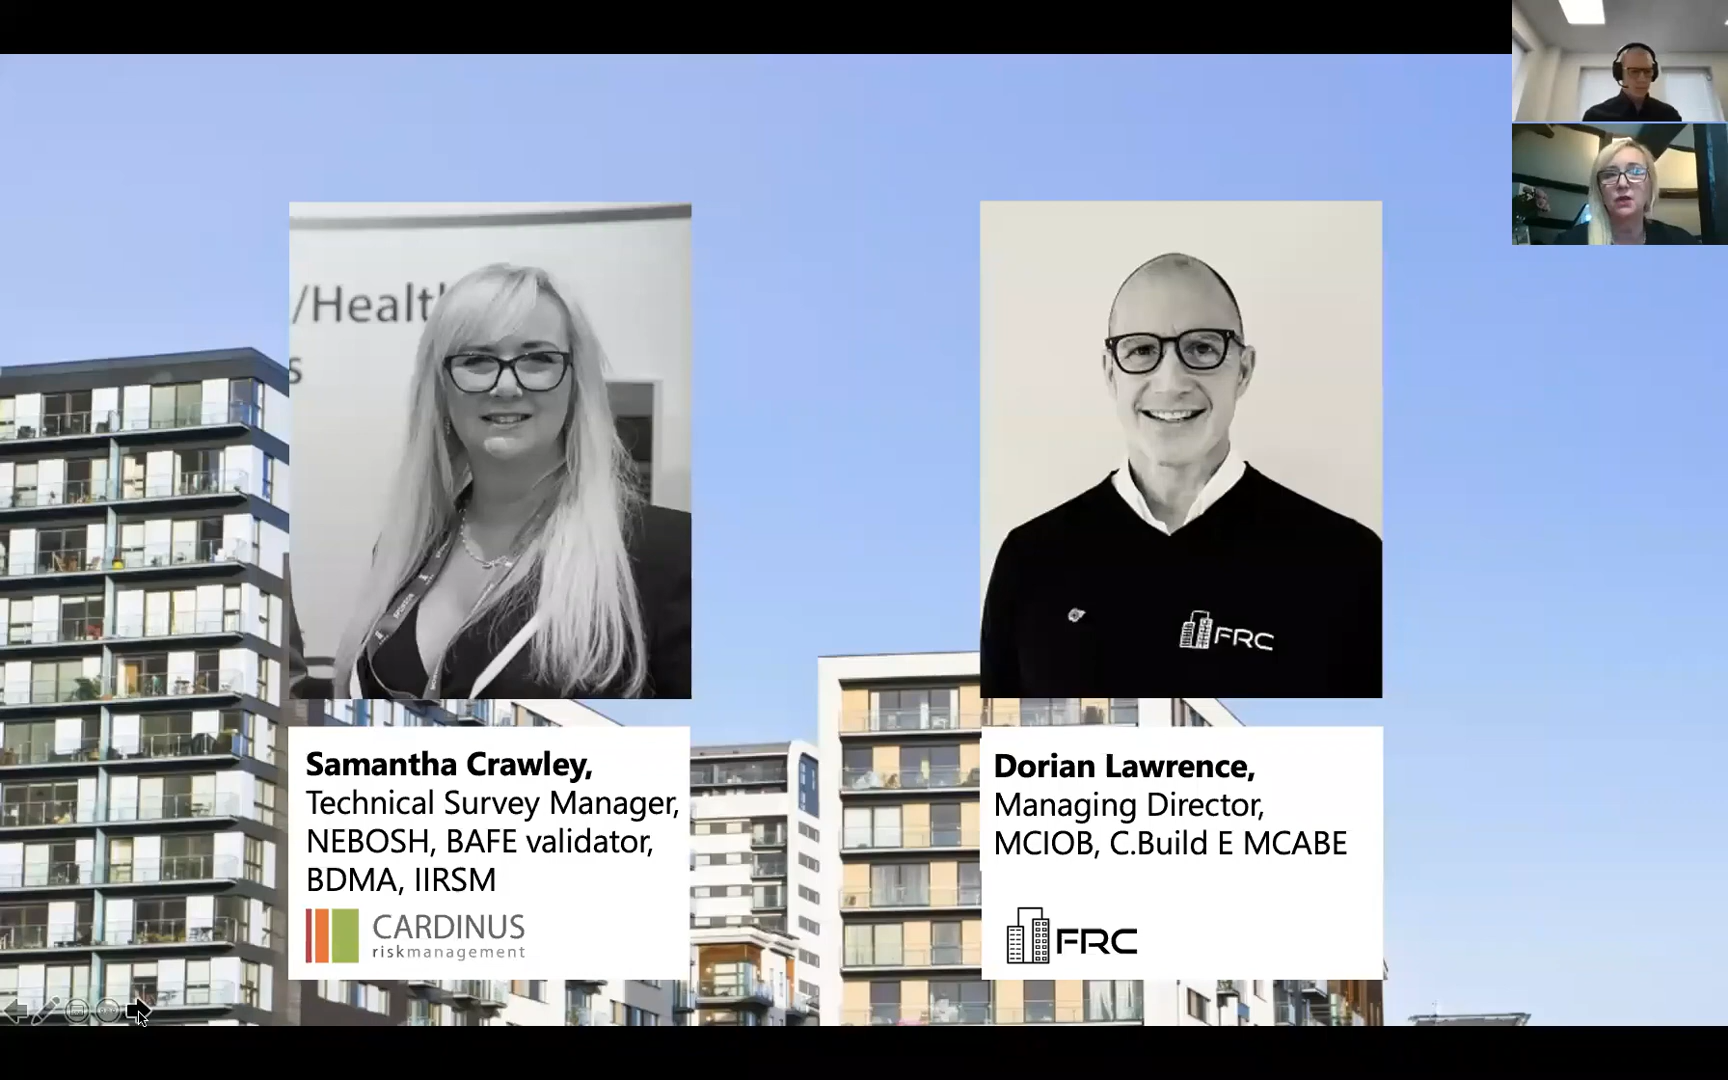 /Healt
s
FRC
Samantha Crawley,
Technical Survey Manager,
NEBOSH, BAFE validator,
BDMA, IIRSM
CARDINUS
riskmanagement
Dorian Lawrence,
Managing Director,
MCIOB, C.Build E MCABE
FRC